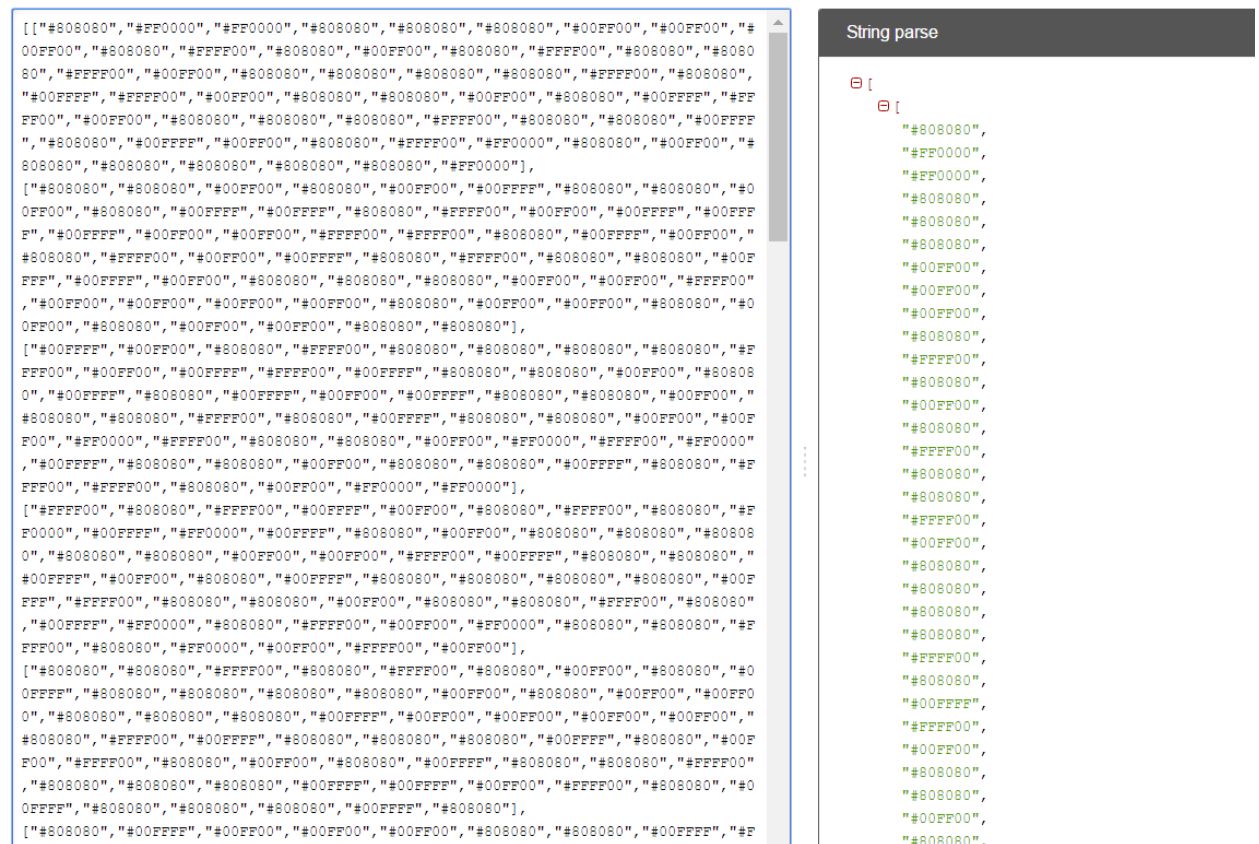 [["#808080","#FF0000","#FF0000","#808080","#808080","#808080","#00FF00","#00FF00","#
00FF00","#808080","#FFFF00","#808080","#00FF00","#808080","#FFFF00","#808080","#8080
80","#FFFF00","#00FF00","#808080","#808080","#808080","#808080","#FFFF00","#808080",
"#00FFFF","#FFFF00","#00FF00","#808080","#808080","#00FF00","#808080","#00FFFF","#FF
FF00","#00FF00","#808080","#808080","#808080","#FFFF00","#808080","#808080","#00FFFF
","#808080","#00FFFF","#00FF00","#808080","#FFFF00","#FF0000","#808080","#00FF00","#
808080","#808080","#808080","#808080","#808080","#FF0000"],
["#808080","#808080","#00FF00","#808080","#00FF00","#00FFFF","#808080","#808080","#0
0FF00","#808080","#00FFFF","#00FFFF","#808080","#FFFF00","#00FF00","#00FFFF","#00FFF
F","#00FFFF","#00FF00","#00FF00","#FFFF00","#FFFF00","#808080","#00FFFF","#00FF00","
#808080","#FFFF00","#00FF00","#00FFFF","#808080","#FFFF00","#808080","#808080","#00F
FFF","#00FFFF","#00FF00","#808080","#808080","#808080","#00FF00","#00FF00","#FFFF00"
,"#00FF00","#00FF00","#00FF00","#00FF00","#808080","#00FF00","#00FF00","#808080","#0
0FF00","#808080","#00FF00","#00FF00","#808080","#808080"],
["#00FFFF","#00FF00","#808080","#FFFF00","#808080","#808080","#808080","#808080","#F
FFF00","#00FF00","#00FFFF","#FFFF00","#00FFFF","#808080","#808080","#00FF00","#80808
0","#00FFFF","#808080","#00FFFF","#00FF00","#00FFFF","#808080","#808080","#00FF00","
#808080","#808080","#FFFF00","#808080","#00FFFF","#808080","#808080","#00FF00","#00F
F00","#FF0000","#FFFF00","#808080","#808080","#00FF00","#FF0000","#FFFF00","#FF0000"
,"#00FFFF","#808080","#808080","#00FF00","#808080","#808080","#00FFFF","#808080","#F
FFF00","#FFFF00","#808080","#00FF00","#FF0000","#FF0000"],
["#FFFF00","#808080","#FFFF00","#00FFFF","#00FF00","#808080","#FFFF00","#808080","#F
F0000","#00FFFF","#FF0000","#00FFFF","#808080","#00FF00","#808080","#808080","#80808
0","#808080","#808080","#00FF00","#00FF00","#FFFF00","#00FFFF","#808080","#808080","
#00FFFF","#00FF00","#808080","#00FFFF","#808080","#808080","#808080","#808080","#00F
FFF","#FFFF00","#808080","#808080","#00FF00","#808080","#808080","#FFFF00","#808080"
,"#00FFFF","#FF0000","#808080","#FFFF00","#00FF00","#FF0000","#808080","#808080","#F
FFF00","#808080","#FF0000","#00FF00","#FFFF00","#00FF00"],
["#808080","#808080","#FFFF00","#808080","#FFFF00","#808080","#00FF00","#808080","#0
0FFFF","#808080","#808080","#808080","#808080","#00FF00","#808080","#00FF00","#00FF0
0","#808080","#808080","#808080","#00FFFF","#00FF00","#00FF00","#00FF00","#00FF00","
#808080","#FFFF00","#00FFFF","#808080","#808080","#808080","#00FFFF","#808080","#00F
F00","#FFFF00","#808080","#00FF00","#808080","#00FFFF","#808080","#808080","#FFFF00"
,"#808080","#808080","#808080","#00FFFF","#00FFFF","#00FF00","#FFFF00","#808080","#0
0FFFF","#808080","#808080","#808080","#00FFFF","#808080"],
["#808080","#00FFFF","#00FF00","#00FF00","#00FF00","#808080","#808080","#00FFFF","#F
String parse
[
[
"#808080",
"#FF0000",
"#FF0000",
"#808080",
"#808080",
"#808080",
"#00FF00",
"#00FF00",
"#00FF00",
"#808080",
"#FFFF00",
"#808080",
"#00FF00",
"#808080",
"#FFFF00",
"#808080",
"#808080",
"#FFFF00",
"#00FF00",
"#808080",
"#808080",
"#808080",
"#808080",
"#FFFF00",
"#808080",
"#00FFFF",
"#FFFF00",
"#00FF00",
"#808080",
"#808080",
"#00FF00",
"#808080",